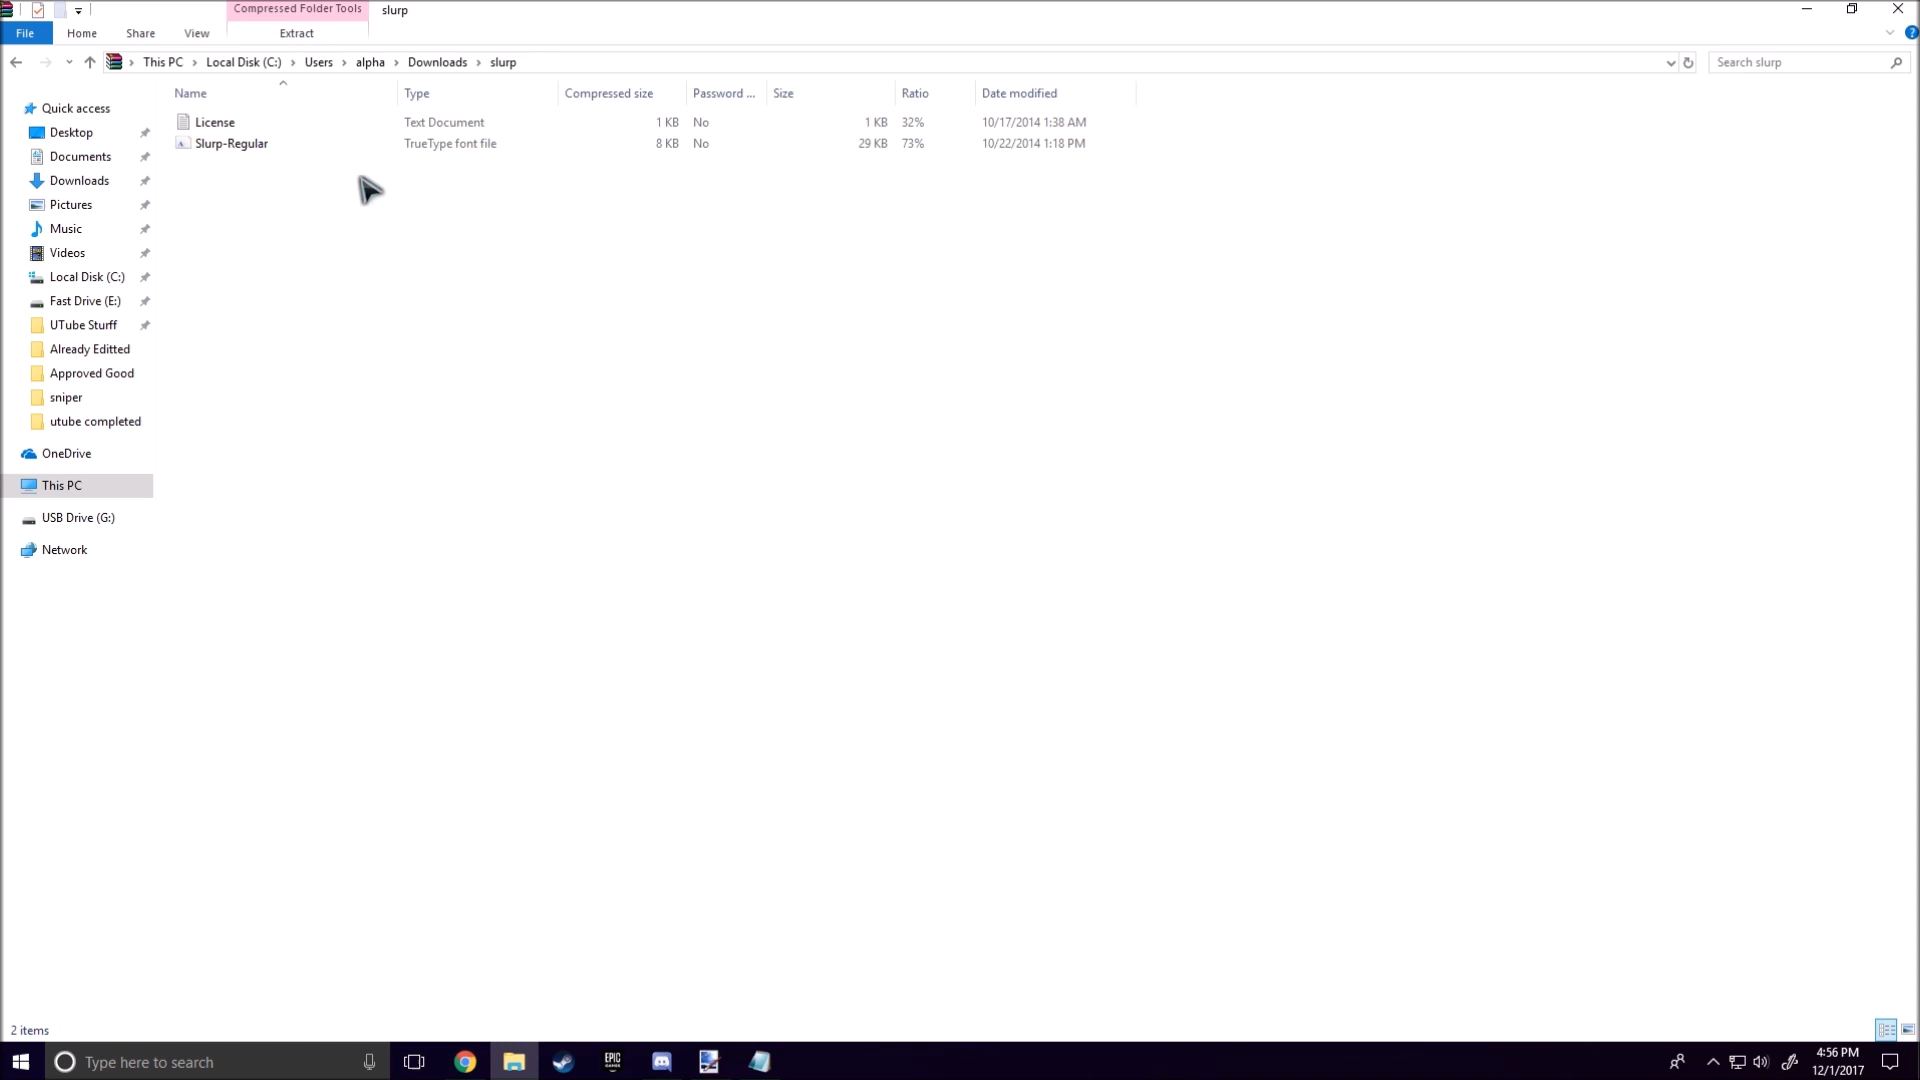 Compressed Folder Tools slurp
File Home Share View Extract
This PC Local Disk (C:) Users alpha Downloads slurp Search slurp
Name Type Compressed size Password ... Size Ratio Date modified
License Text Document 1 KB No 1 KB 32% 10/17/2014 1:38 AM
Slurp-Regular TrueType font file 8 KB No 29 KB 73% 10/22/2014 1:18 PM
Quick access
Desktop
Documents
Downloads
Pictures
Music
Videos
Local Disk (C:)
Fast Drive (E:)
UTube Sturff
Already Editted
Approved Good
sniper
utube completed
OneDrive
This PC
USB Drive (G:)
Network
2 items
Type here to search
EPIC
GAMES
4:56 PM
12/1/2017